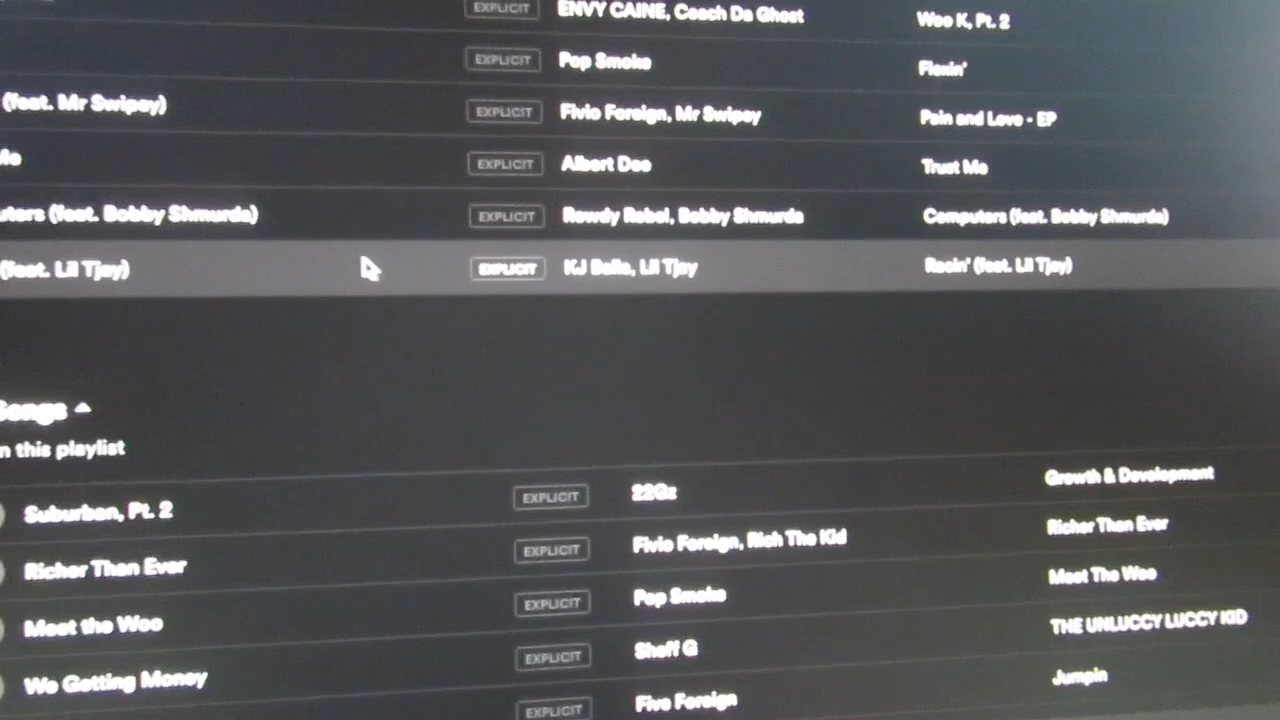 EXPLICIT ENVY CAINE, Coach Da Ghost Woo K, Pt. 2
EXPLICIT Pop Smoke Flexin'
(feat. Mr Swipey) EXPLICIT Fivio Foreign, Mr Swipey Pain and Love - EP
Me EXPLICIT Albert Dee Trust Me
uters (feat. Bobby Shmurda) EXPLICIT Rowdy Rebel, Bobby Shmurda Computers (feat. Bobby Shmurda)
(feat. Lil Tjay) EXPLICIT KJ Balla, Lil Tjay Racin' (feat. Lil Tjay)
Songs
n this playlist
Suburban, Pt. 2 EXPLICIT 22Gz Growth & Development
Richer Than Ever EXPLICIT Fivio Foreign, Rich The Kid Richer Than Ever
Meet the Woo EXPLICIT Pop Smoke Meet The Woo
We Getting Money EXPLICIT Sheff G THE UNLUCCY LUCCY KID
EXPLICIT Five Foreign Jumpin